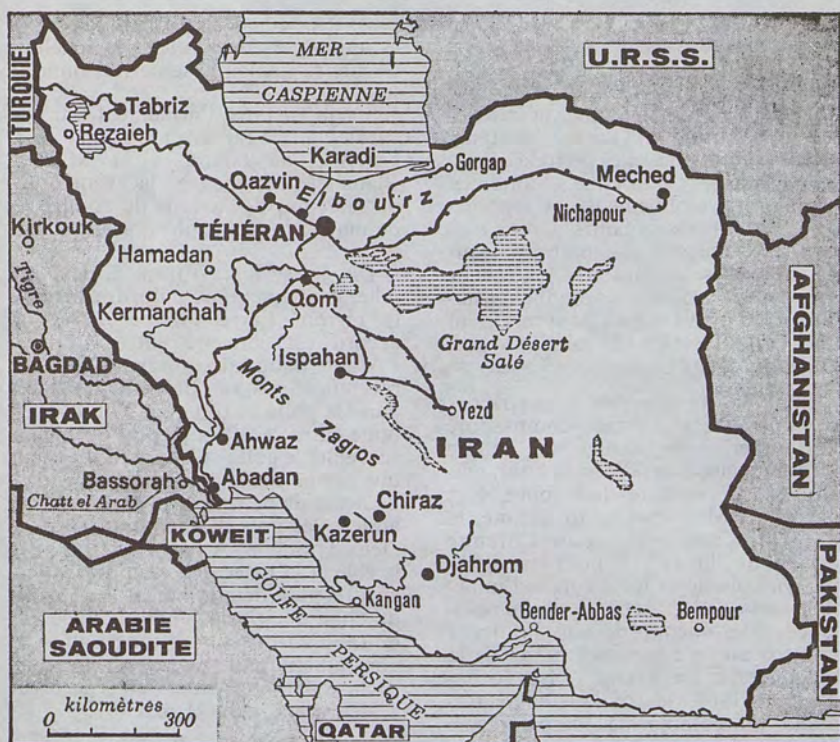 MER
CASPIENNE
U.R.S.S.
TURQUIE
Tabriz
Rezaieh
Karadj
Gorgap
Meched
Qazvin
Elbourz
Nichapour
TÉHÉRAN
Kirkouk
Hamadan
Tigre
Qom
Kermanchah
AFGHANISTAN
Grand Désert
Salé
BAGDAD
Ispahan
Monts
Zagros
Yezd
IRAK
IRAN
Ahwaz
Bassorah
Abadan
Chatt el Arab
Chiraz
KOWEIT
Kazerun
Djahrom
PAKISTAN
GOLFE
PERSIQUE
Kangan
Bender-Abbas
Bempour
ARABIE
SAOUDITE
kilomètres
0 300
QATAR